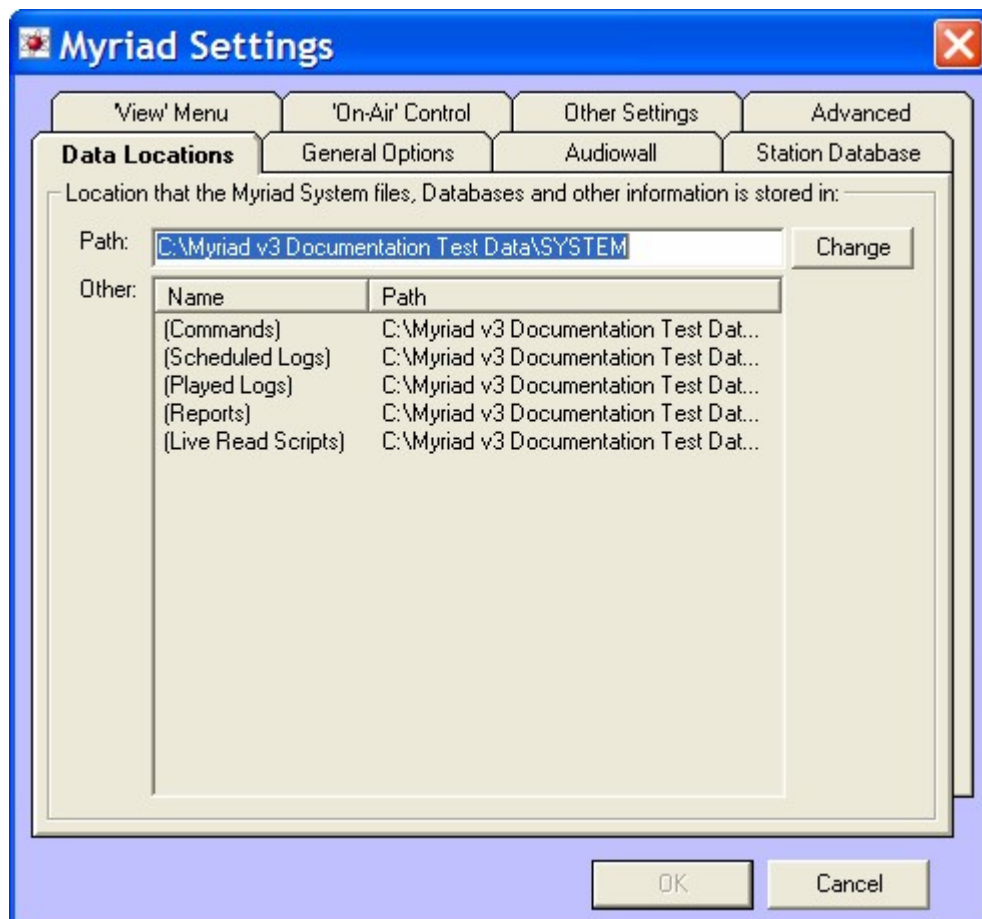 Myriad Settings
'View' Menu 'On-Air' Control Other Settings Advanced
Data Locations General Options Audiowall Station Database
Location that the Myriad System files, Databases and other information is stored in:
Path: C:\Myriad v3 Documentation Test Data\SYSTEM Change
Other: Name Path
(Commands) C:\Myriad v3 Documentation Test Dat...
(Scheduled Logs) C:\Myriad v3 Documentation Test Dat...
(Played Logs) C:\Myriad v3 Documentation Test Dat...
(Reports) C:\Myriad v3 Documentation Test Dat...
(Live Read Scripts) C:\Myriad v3 Documentation Test Dat...
OK Cancel